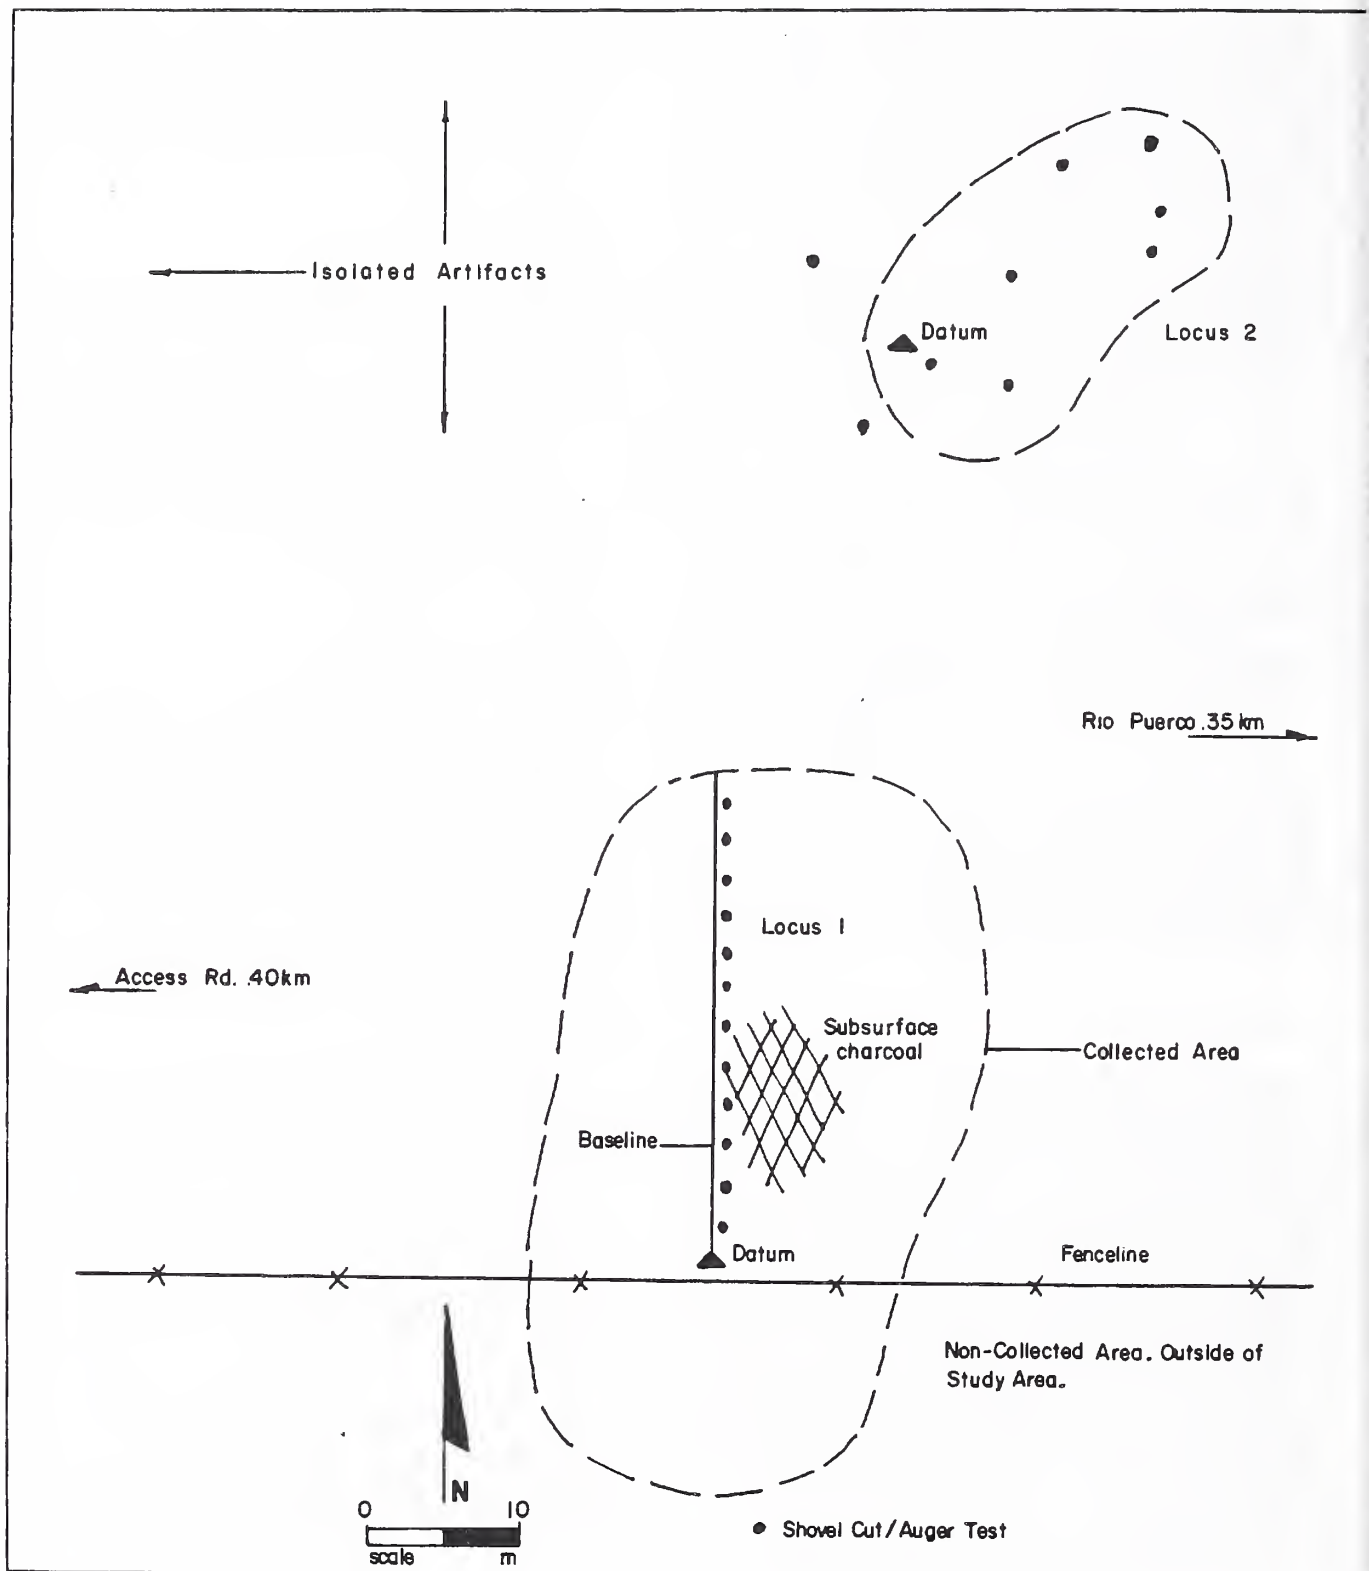 Isolated Artifacts
Datum
Locus 2
Rio Puerco .35 km
Locus 1
Access Rd. .40km
Subsurface
charcoal
Collected Area
Baseline
Datum
Fenceline
Non-Collected Area. Outside of
Study Area.
N
0 10
scale m
Shovel Cut/Auger Test